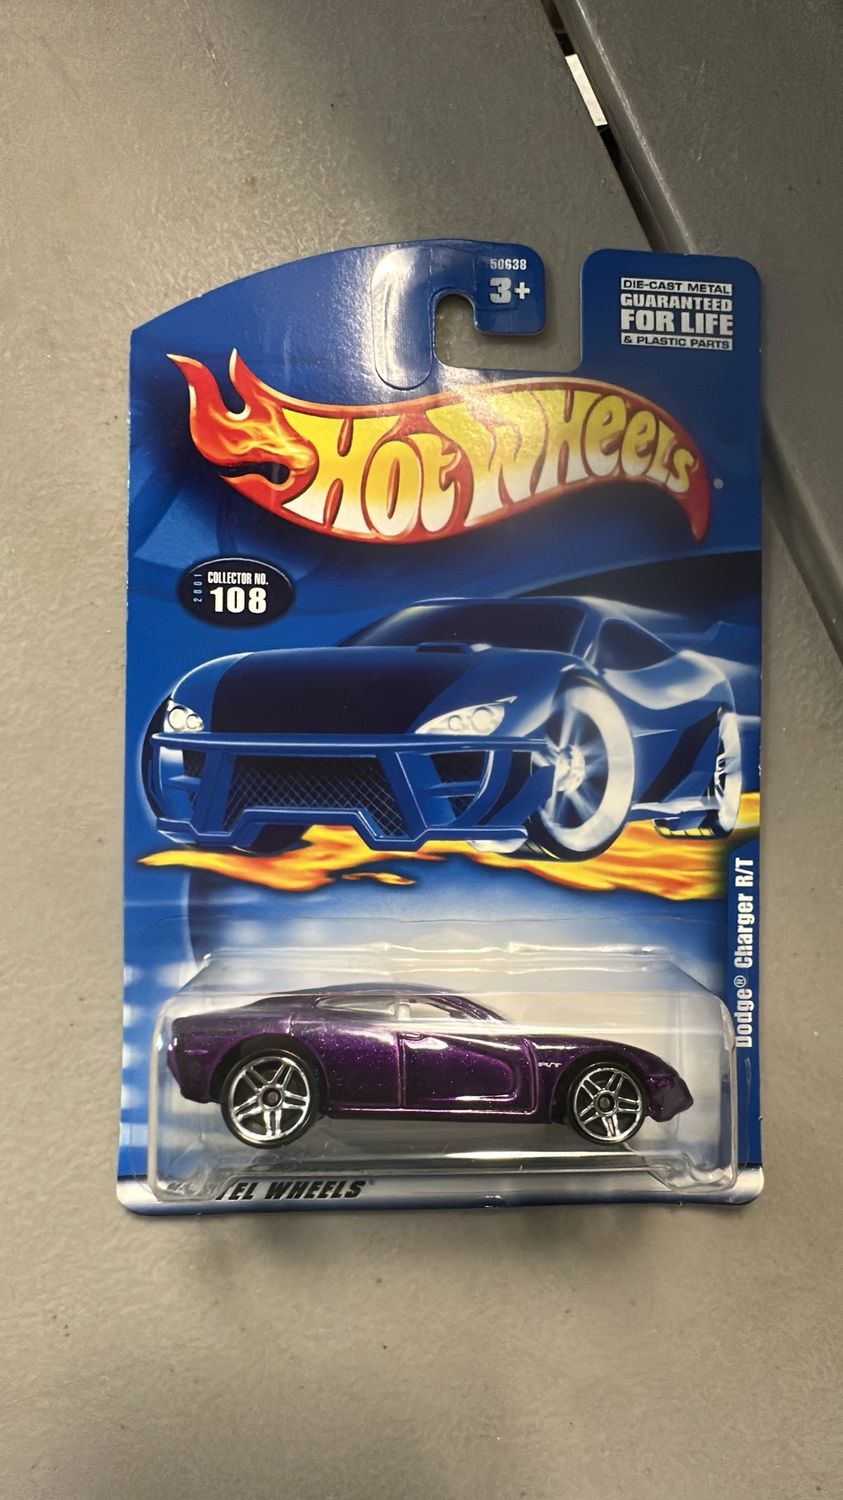 50638
3+
DIE-CAST METAL
GUARANTEED
FOR LIFE
& PLASTIC PARTS
HOT WHEELS®
2001
COLLECTOR NO.
108
Dodge® Charger R/T
R/T
WHEELS